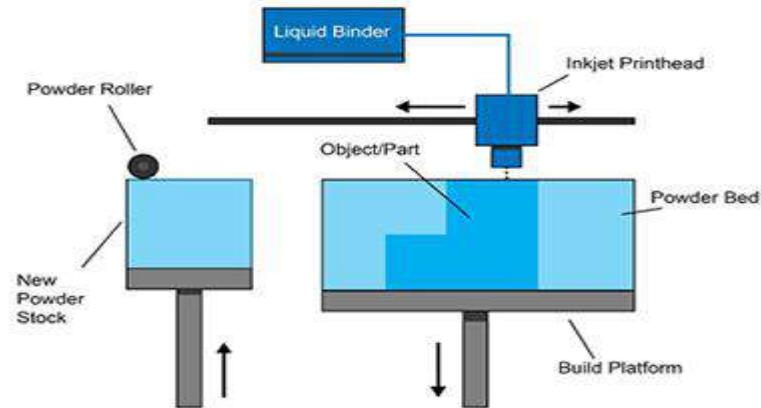 Liquid Binder
Inkjet Printhead
Powder Roller
Object/Part
Powder Bed
New
Powder
Stock
Build Platform